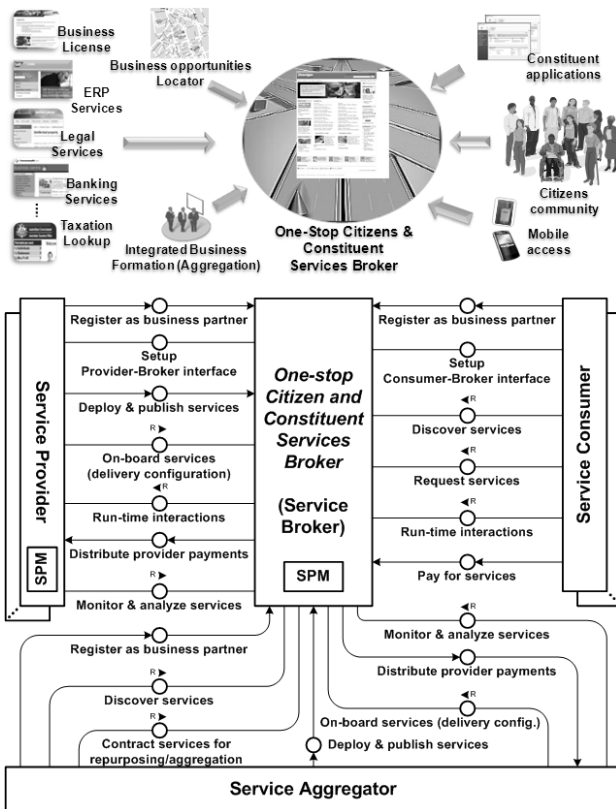 Business
License
ERP
Services
Legal
Services
Banking
Services
Taxation
Lookup
Business opportunities
Locator
Integrated Business
Formation (Aggregation)
One-Stop Citizens &
Constituent
Services Broker
Constituent
applications
Citizens
community
Mobile
access
Service Provider
SPM
Register as business partner
Setup
Provider-Broker interface
Deploy & publish services
R
On-board services
(delivery configuration)
R
Run-time interactions
Distribute provider payments
R
Monitor & analyze services
One-stop
Citizen and
Constituent
Services
Broker
(Service
Broker)
SPM
Register as business partner
Setup
Consumer-Broker interface
R
Discover services
R
Request services
R
Run-time interactions
Pay for services
Service Consumer
Register as business partner
R
Discover services
R
Contract services for
repurposing/aggregation
R
Monitor & analyze services
Distribute provider payments
R
On-board services (delivery config.)
Deploy & publish services
Service Aggregator